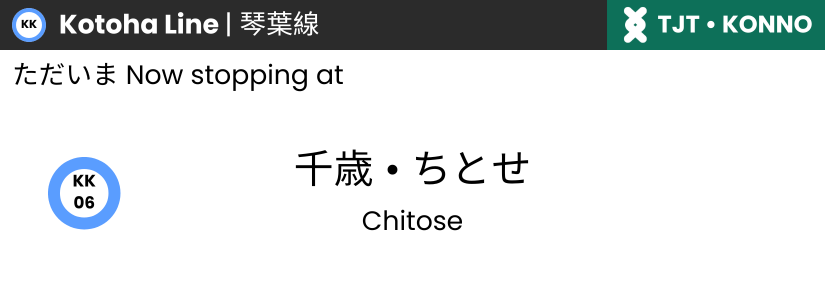 KK Kotoha Line | 琴葉線
TJT • KONNO
ただいま Now stopping at
KK
06
千歳・ちとせ
Chitose